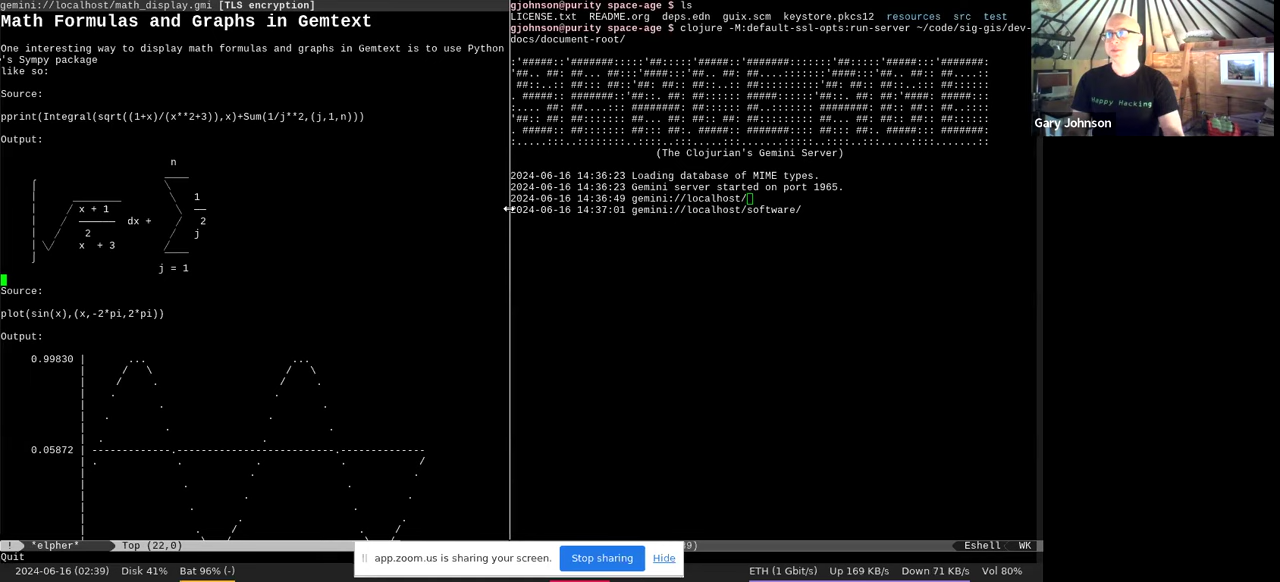 gemini://localhost/math_display.gmi [TLS encryption]
Math Formulas and Graphs in Gemtext
One interesting way to display math formulas and graphs in Gemtext is to use Python
's Sympy package
like so:
Source:
pprint(Integral(sqrt((1+x)/(x**2+3)),x)+Sum(1/j**2,(j,1,n)))
Output:
n
1
x + 1
dx +
2
2
j
x + 3
j = 1
Source:
plot(sin(x),(x,-2*pi,2*pi))
Output:
0.99830 |
0.05872 |
! *elpher* Top (22,0)
Quit
gjohnson@purity space-age $ ls
LICENSE.txt README.org deps.edn guix.scm keystore.pkcs12 resources src test
gjohnson@purity space-age $ clojure -M:default-ssl-opts:run-server ~/code/sig-gis/dev-
docs/document-root/
(The Clojurian's Gemini Server)
2024-06-16 14:36:23 Loading database of MIME types.
2024-06-16 14:36:23 Gemini server started on port 1965.
2024-06-16 14:36:49 gemini://localhost/
2024-06-16 14:37:01 gemini://localhost/software/
9) Eshell WK
Happy Hacking
Gary Johnson
app.zoom.us is sharing your screen. Stop sharing Hide
2024-06-16 (02:39) Disk 41% Bat 96% (-) ETH (1 Gbit/s) Up 169 KB/s Down 71 KB/s Vol 80%